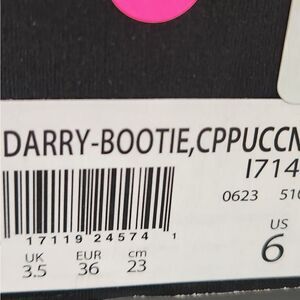 DARRY-BOOTIE,CPPUCCN
I714
0623 510
US
6
17119 24574 1
UK EUR cm
3.5 36 23